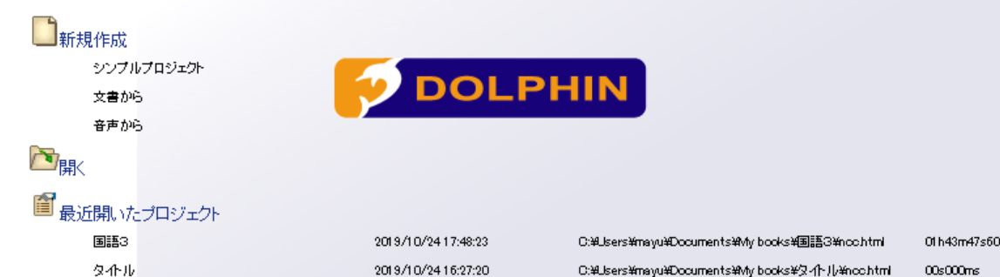 新規作成
シンプルプロジェクト
文書から
音声から
DOLPHIN
開く
最近開いたプロジェクト
国語3 2019/10/24 17:48:23 C:¥Users¥mayu¥Documents¥My books¥国語3¥ncc.html 01h43m47s60
タイトル 2019/10/24 16:27:20 C:¥Users¥mayu¥Documents¥My books¥タイトル¥ncc.html 00s000ms